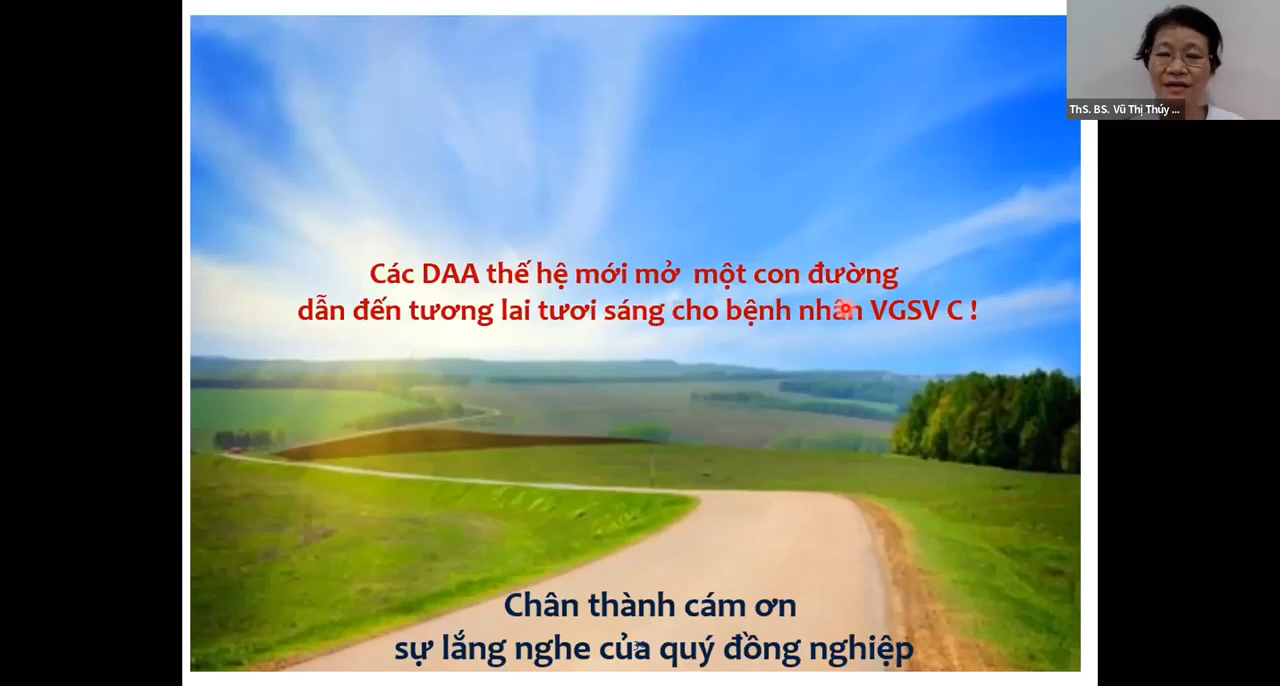 ThS. BS. Vũ Thị Thúy ...
Các DAA thế hệ mới mở một con đường
dẫn đến tương lai tươi sáng cho bệnh nhân VGSV C !
Chân thành cám ơn
sự lắng nghe của quý đồng nghiệp